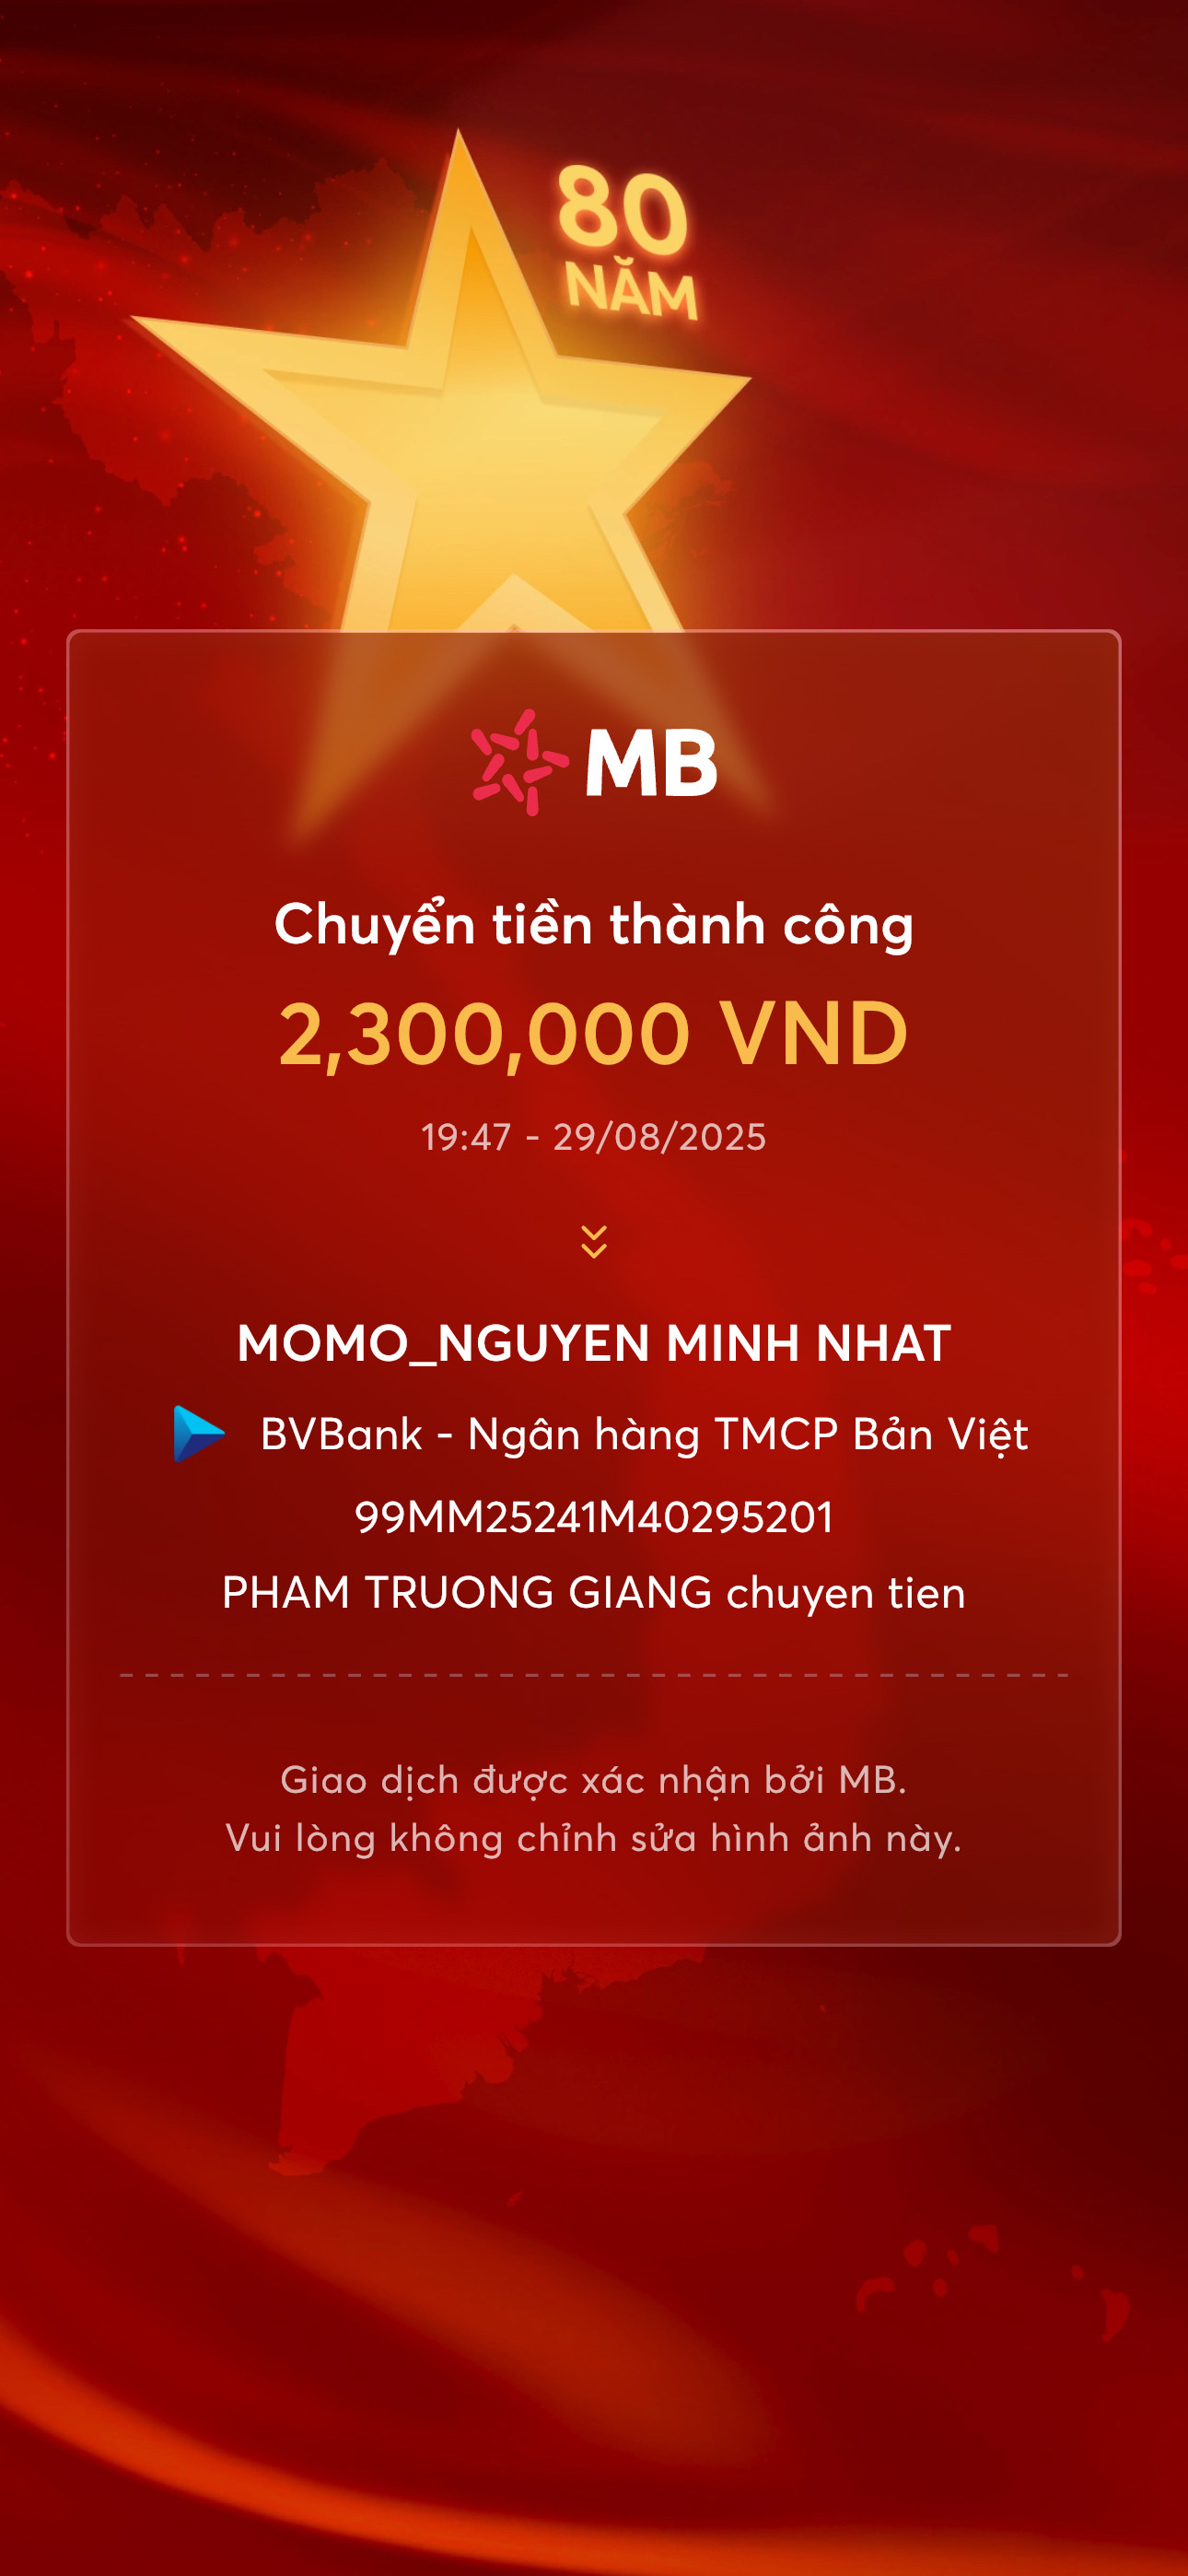 80
NĂM
MB
Chuyển tiền thành công
2,300,000 VND
19:47 - 29/08/2025
MOMO_NGUYEN MINH NHAT
BVBank - Ngân hàng TMCP Bản Việt
99MM25241M40295201
PHAM TRUONG GIANG chuyen tien
Giao dịch được xác nhận bởi MB.
Vui lòng không chỉnh sửa hình ảnh này.